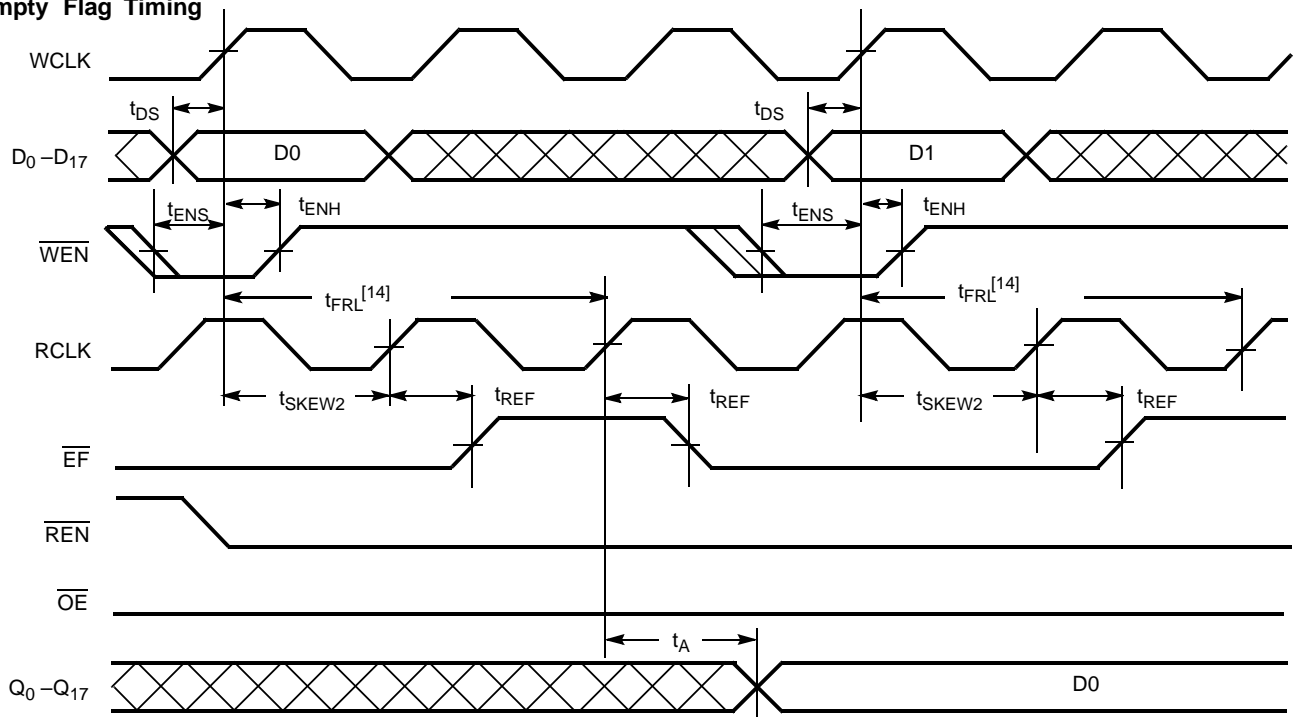 mpty Flag Timing
WCLK
tDS
tDS
D0 –D17
D0
D1
tENS
tENH
tENS
tENH
WEN
tFRL[14]
tFRL[14]
RCLK
tSKEW2
tREF
tREF
tSKEW2
tREF
EF
REN
OE
tA
Q0 –Q17
D0